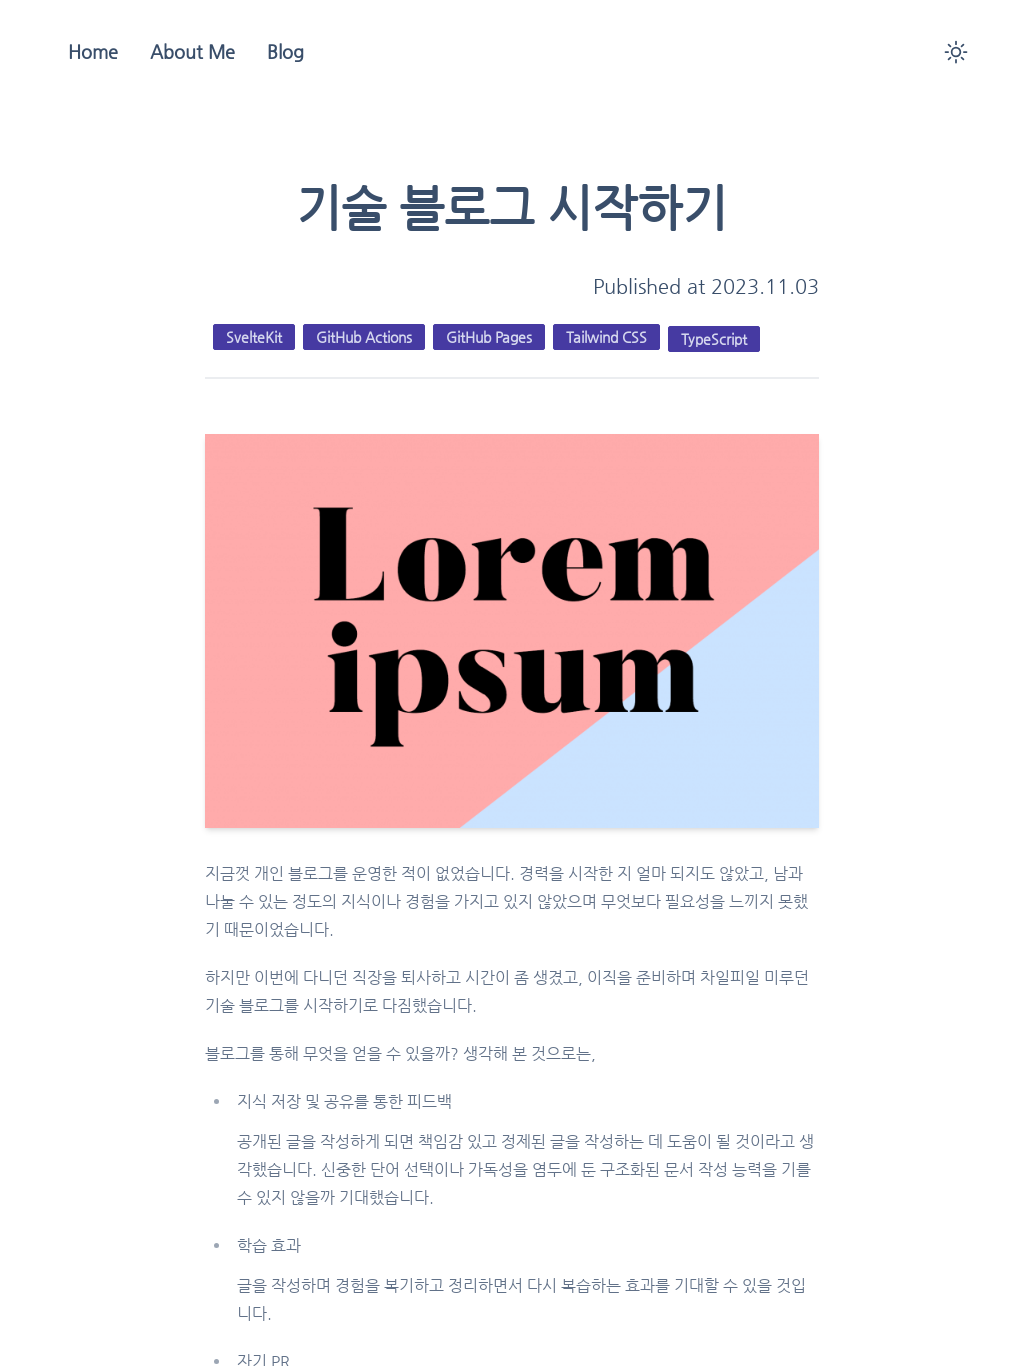 Home About Me Blog
기술 블로그 시작하기
Published at 2023.11.03
SvelteKit GitHub Actions GitHub Pages Tailwind CSS TypeScript
Lorem
ipsum
지금껏 개인 블로그를 운영한 적이 없었습니다. 경력을 시작한 지 얼마 되지도 않았고, 남과
나눌 수 있는 정도의 지식이나 경험을 가지고 있지 않았으며 무엇보다 필요성을 느끼지 못했
기 때문이었습니다.
하지만 이번에 다니던 직장을 퇴사하고 시간이 좀 생겼고, 이직을 준비하며 차일피일 미루던
기술 블로그를 시작하기로 다짐했습니다.
블로그를 통해 무엇을 얻을 수 있을까? 생각해 본 것으로는,
• 지식 저장 및 공유를 통한 피드백
공개된 글을 작성하게 되면 책임감 있고 정제된 글을 작성하는 데 도움이 될 것이라고 생
각했습니다. 신중한 단어 선택이나 가독성을 염두에 둔 구조화된 문서 작성 능력을 기를
수 있지 않을까 기대했습니다.
• 학습 효과
글을 작성하며 경험을 복기하고 정리하면서 다시 복습하는 효과를 기대할 수 있을 것입
니다.
• 자기 PR